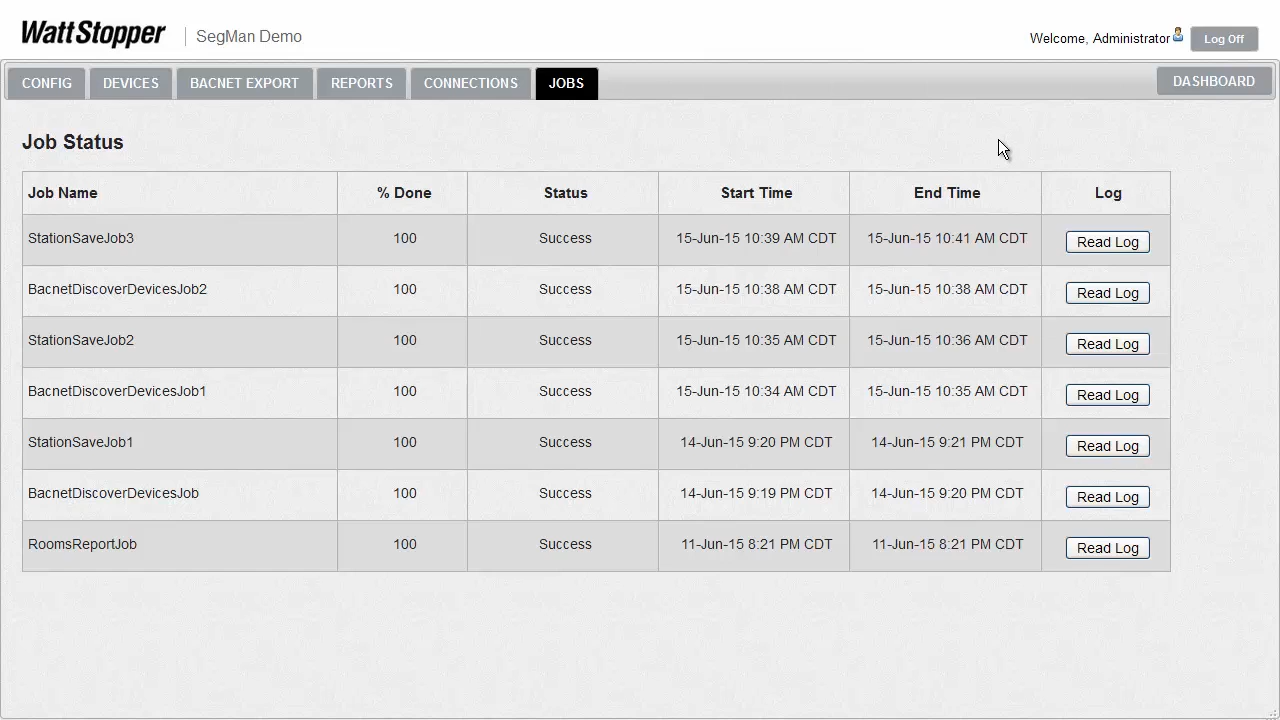 WattStopper SegMan Demo Welcome, Administrator Log Off
CONFIG DEVICES BACNET EXPORT REPORTS CONNECTIONS JOBS DASHBOARD
Job Status
Job Name % Done Status Start Time End Time Log
StationSaveJob3 100 Success 15-Jun-15 10:39 AM CDT 15-Jun-15 10:41 AM CDT Read Log
BacnetDiscoverDevicesJob2 100 Success 15-Jun-15 10:38 AM CDT 15-Jun-15 10:38 AM CDT Read Log
StationSaveJob2 100 Success 15-Jun-15 10:35 AM CDT 15-Jun-15 10:36 AM CDT Read Log
BacnetDiscoverDevicesJob1 100 Success 15-Jun-15 10:34 AM CDT 15-Jun-15 10:35 AM CDT Read Log
StationSaveJob1 100 Success 14-Jun-15 9:20 PM CDT 14-Jun-15 9:21 PM CDT Read Log
BacnetDiscoverDevicesJob 100 Success 14-Jun-15 9:19 PM CDT 14-Jun-15 9:20 PM CDT Read Log
RoomsReportJob 100 Success 11-Jun-15 8:21 PM CDT 11-Jun-15 8:21 PM CDT Read Log